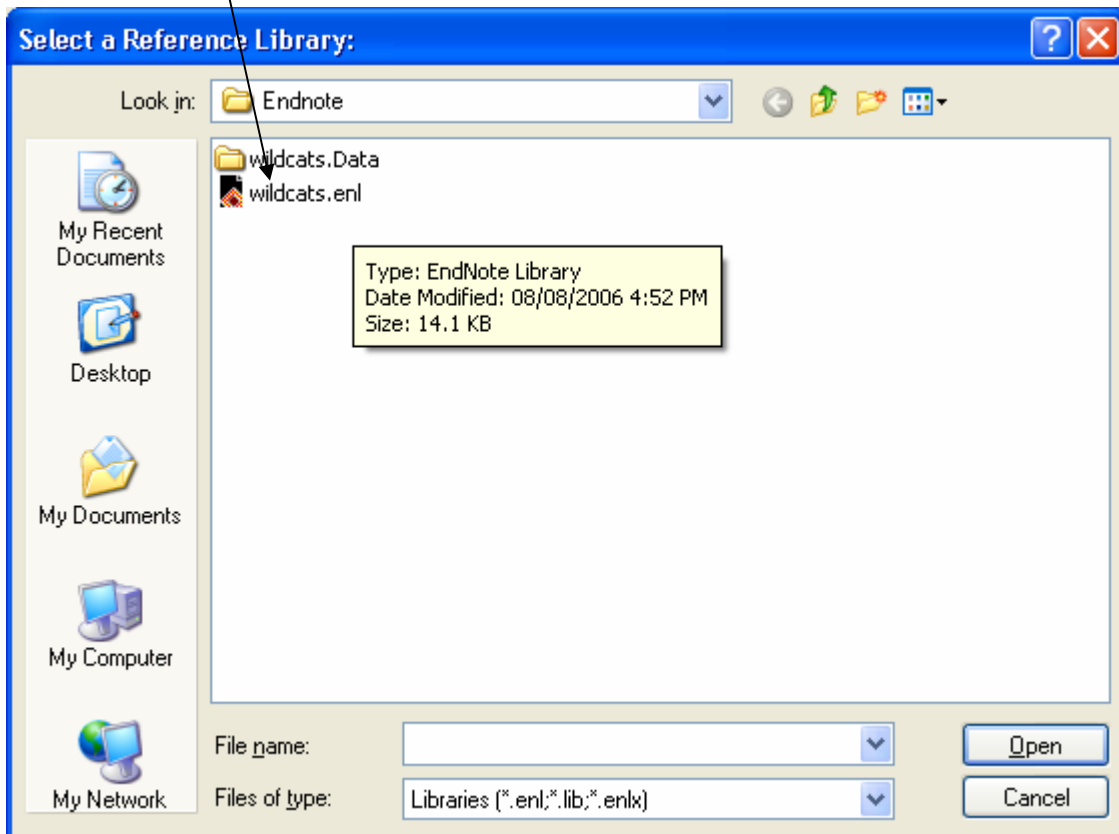 Select a Reference Library:
Look in:
Endnote
wildcats.Data
wildcats.enl
My Recent
Documents
Type: EndNote Library
Date Modified: 08/08/2006 4:52 PM
Size: 14.1 KB
Desktop
My Documents
My Computer
My Network
File name:
Open
Files of type:
Libraries (*.enl;*.lib;*.enlx)
Cancel